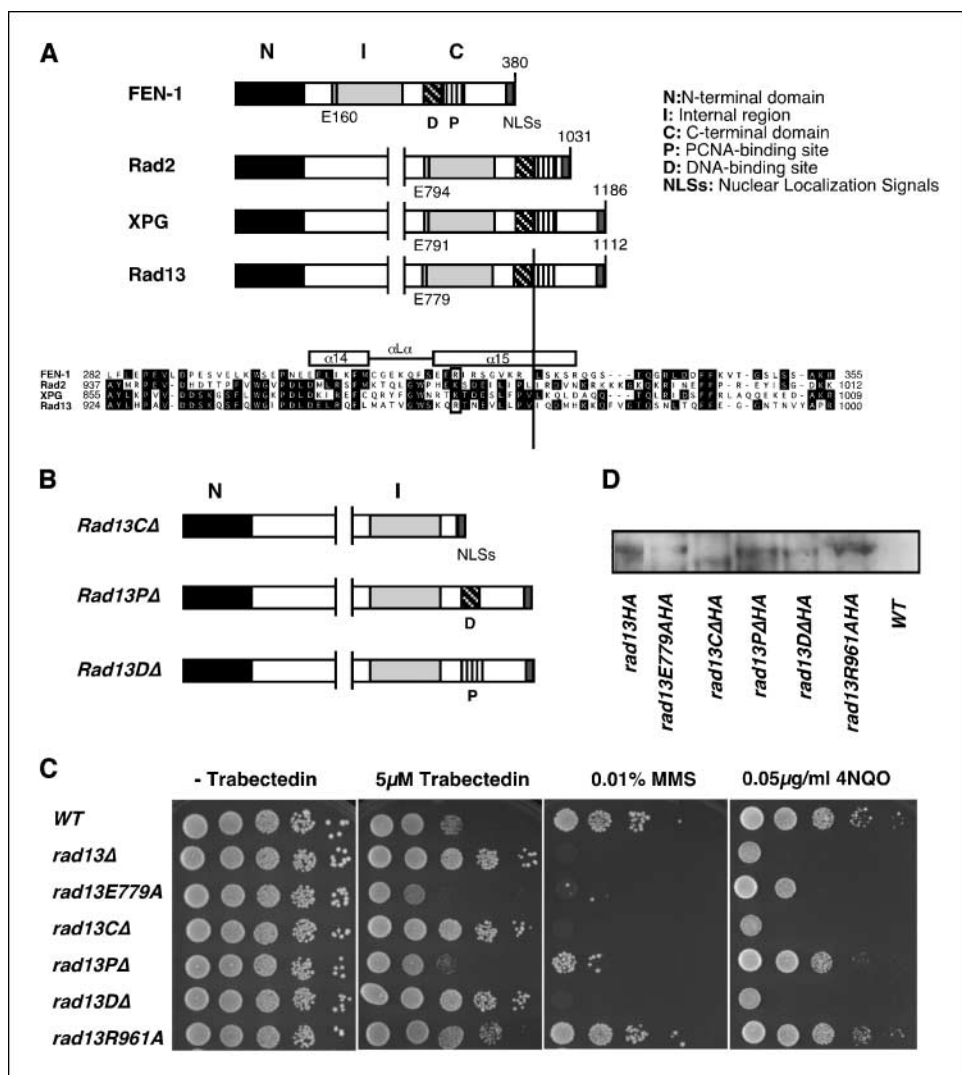 A
N I C
FEN-1 380
E160 D P NLSs
Rad2 1031
E794
XPG 1186
E791
Rad13 1112
E779
N:N-terminal domain
I: Internal region
C: C-terminal domain
P: PCNA-binding site
D: DNA-binding site
NLSs: Nuclear Localization Signals
α14 αLα α15
FEN-1 282 355
Rad2 937 1012
XPG 855 1009
Rad13 924 1000
B
N I
Rad13CΔ
NLSs
Rad13PΔ
D
Rad13DΔ
P
D
rad13HA
rad13E779AHA
rad13CΔHA
rad13PΔHA
rad13DΔHA
rad13R961AHA
WT
C
- Trabectedin 5µM Trabectedin 0.01% MMS 0.05µg/ml 4NQO
WT
rad13Δ
rad13E779A
rad13CΔ
rad13PΔ
rad13DΔ
rad13R961A